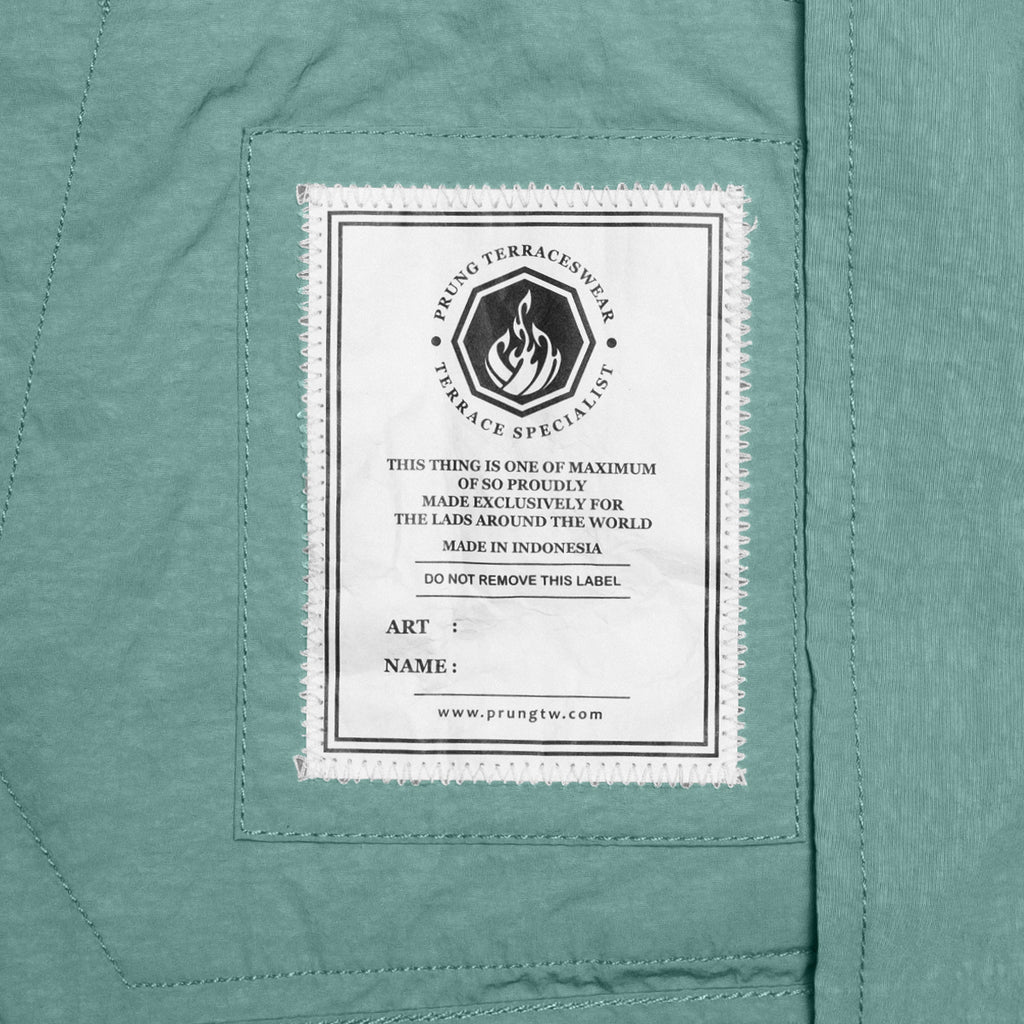 PRUNG TERRACESWEAR
TERRACE SPECIALIST
THIS THING IS ONE OF MAXIMUM
OF SO PROUDLY
MADE EXCLUSIVELY FOR
THE LADS AROUND THE WORLD
MADE IN INDONESIA
DO NOT REMOVE THIS LABEL
ART :
NAME :
www.prungtw.com